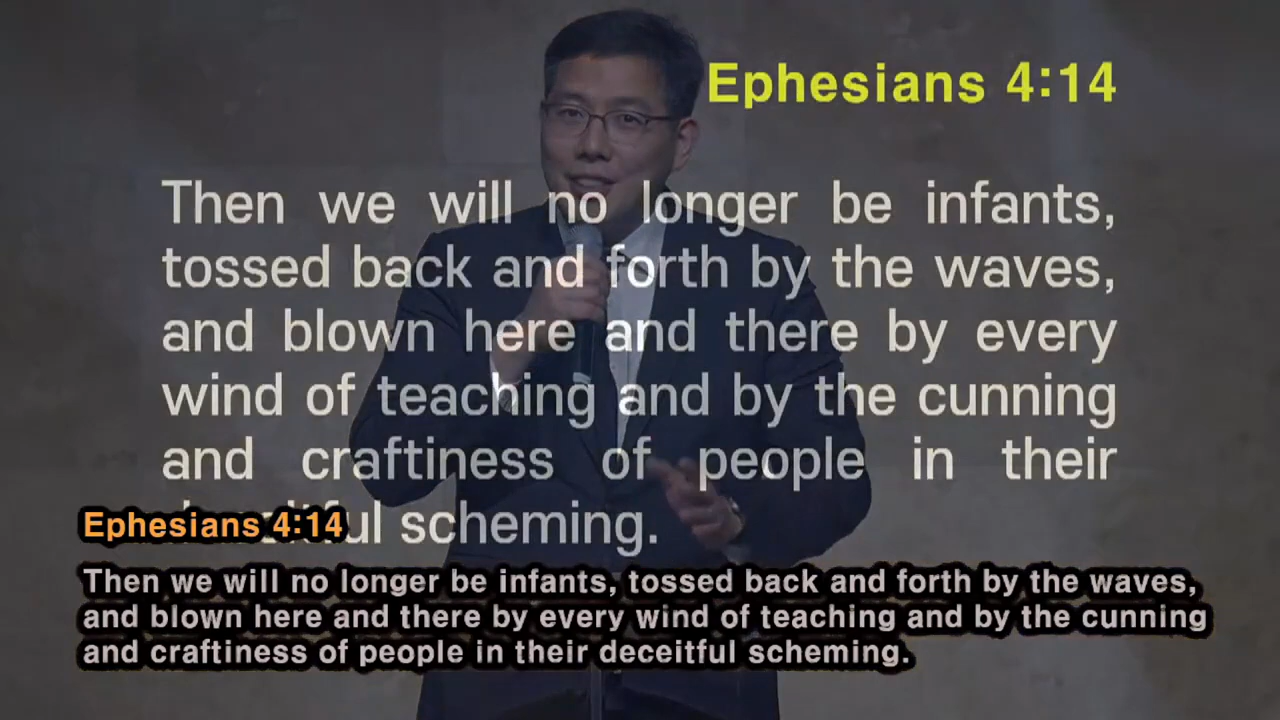 Ephesians 4:14
Then we will no longer be infants,
tossed back and forth by the waves,
and blown here and there by every
wind of teaching and by the cunning
and craftiness of people in their
scheming.
Ephesians 4:14
Then we will no longer be infants, tossed back and forth by the waves,
and blown here and there by every wind of teaching and by the cunning
and craftiness of people in their deceitful scheming.